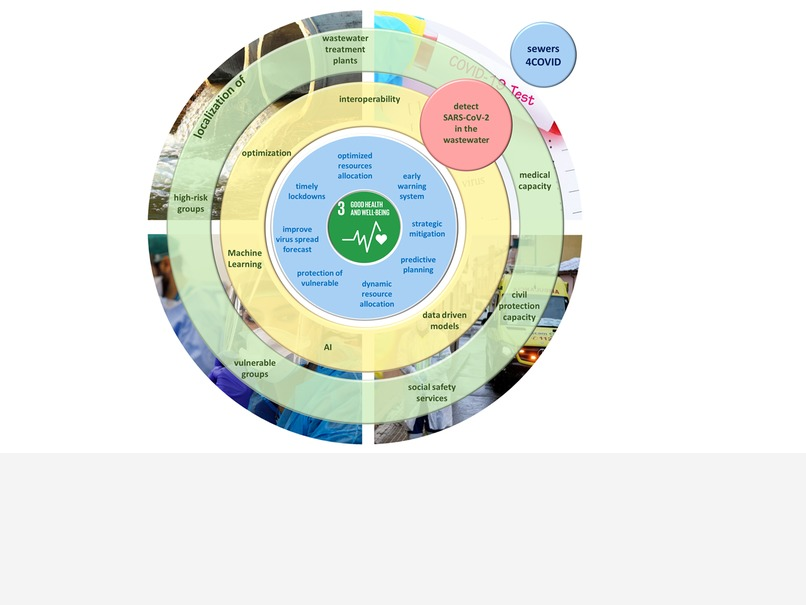 sewers
4COVID
COVID-19 Test
wastewater
treatment
plants
localization of
interoperability
detect
SARS-CoV-2
in the
wastewater
optimization
optimized
resources
allocation
early
warning
system
virus
medical
capacity
timely
lockdowns
high-risk
groups
3 GOOD HEALTH
AND WELL-BEING
strategic
mitigation
improve
virus spread
forecast
Machine
Learning
predictive
planning
protection of
vulnerable
dynamic
resource
allocation
civil
protection
capacity
data driven
models
AI
vulnerable
groups
social safety
services